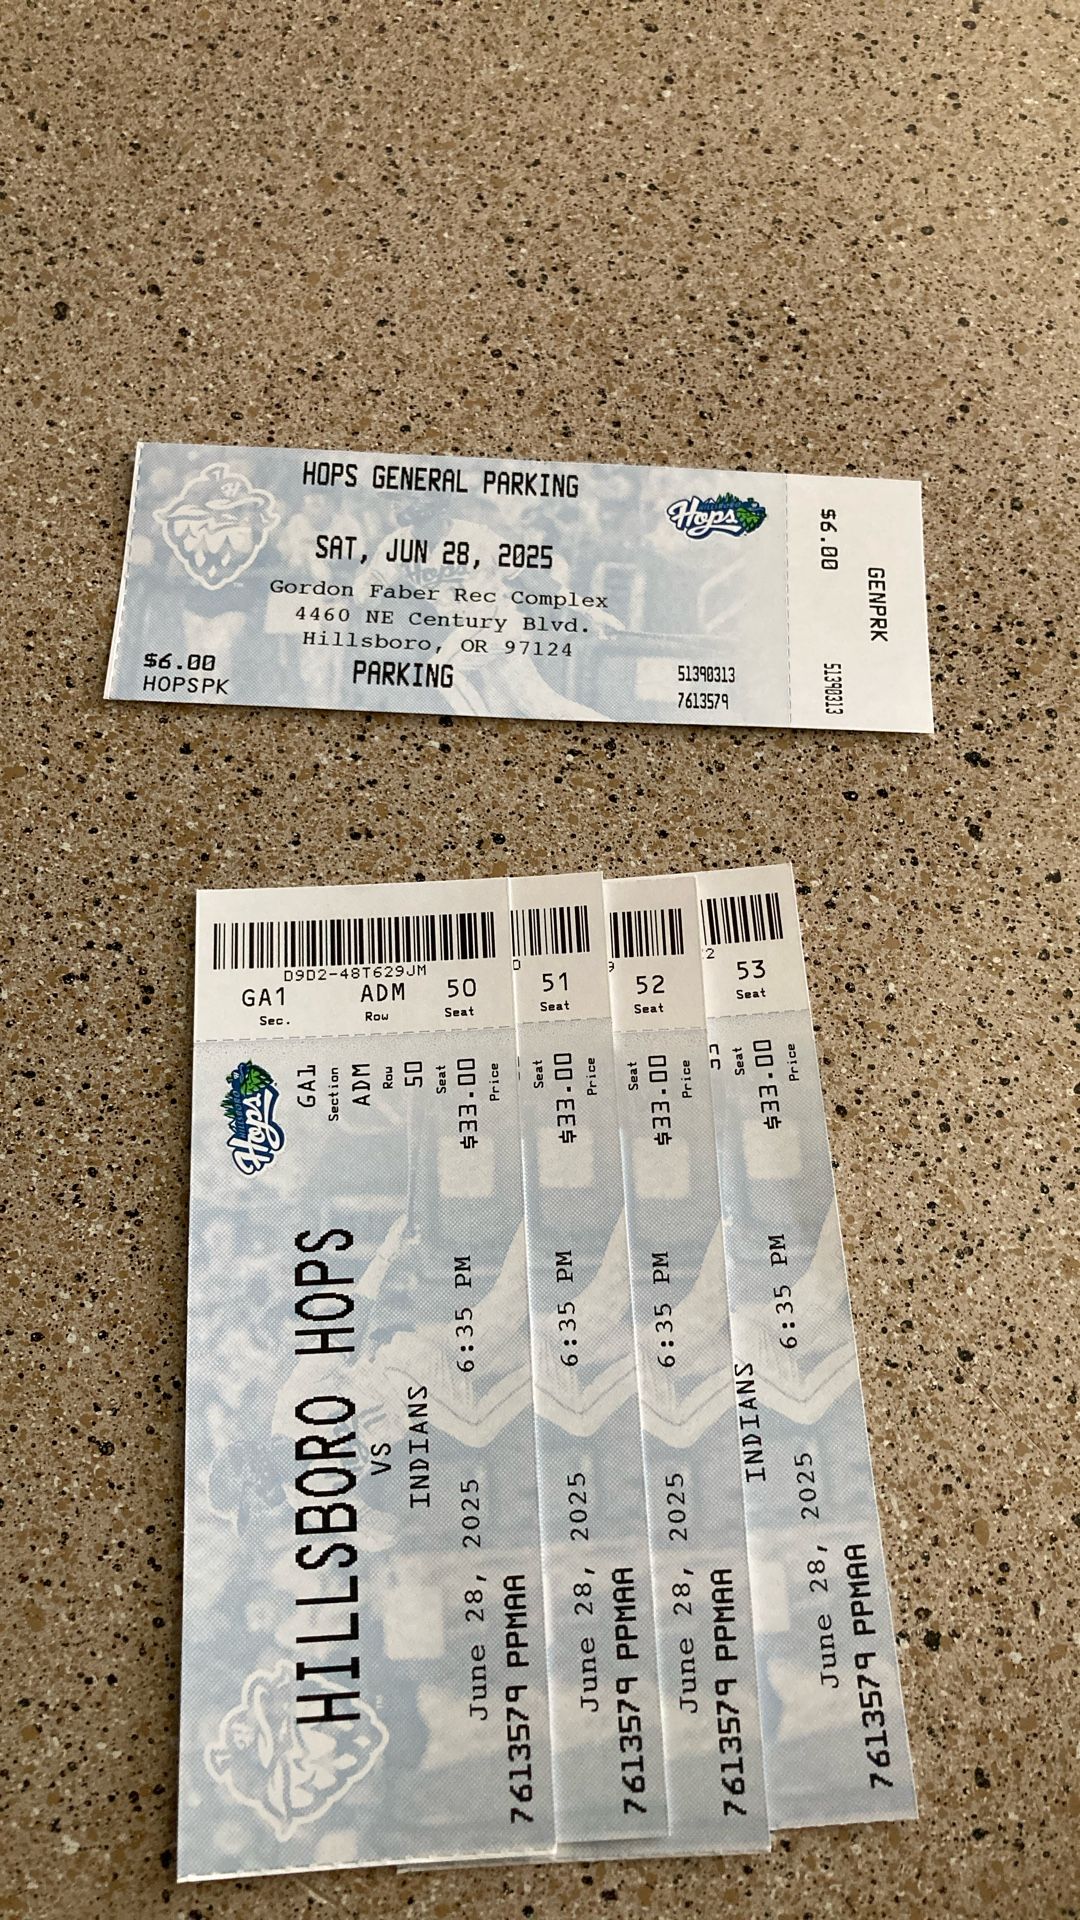 HOPS GENERAL PARKING
HILLSBORO
Hops
SAT, JUN 28, 2025
Gordon Faber Rec Complex
4460 NE Century Blvd.
Hillsboro, OR 97124
$6.00
HOPSPK
PARKING
51390313
7613579
$6.00
GENPRK
51390313
D9D2-48T629JM
GA1 ADM 50
Sec. Row Seat
HILLSBORO
Hops
GA1
Section
ADM
Row
50
Seat
$33.00
Price
HILLSBORO HOPS
VS
INDIANS
June 28, 2025 6:35 PM
7613579 PPMAA
51
Seat
Seat
$33.00
Price
June 28, 2025 6:35 PM
7613579 PPMAA
52
Seat
Seat
$33.00
Price
June 28, 2025 6:35 PM
7613579 PPMAA
2
53
Seat
Seat
$33.00
Price
INDIANS
June 28, 2025 6:35 PM
7613579 PPMAA